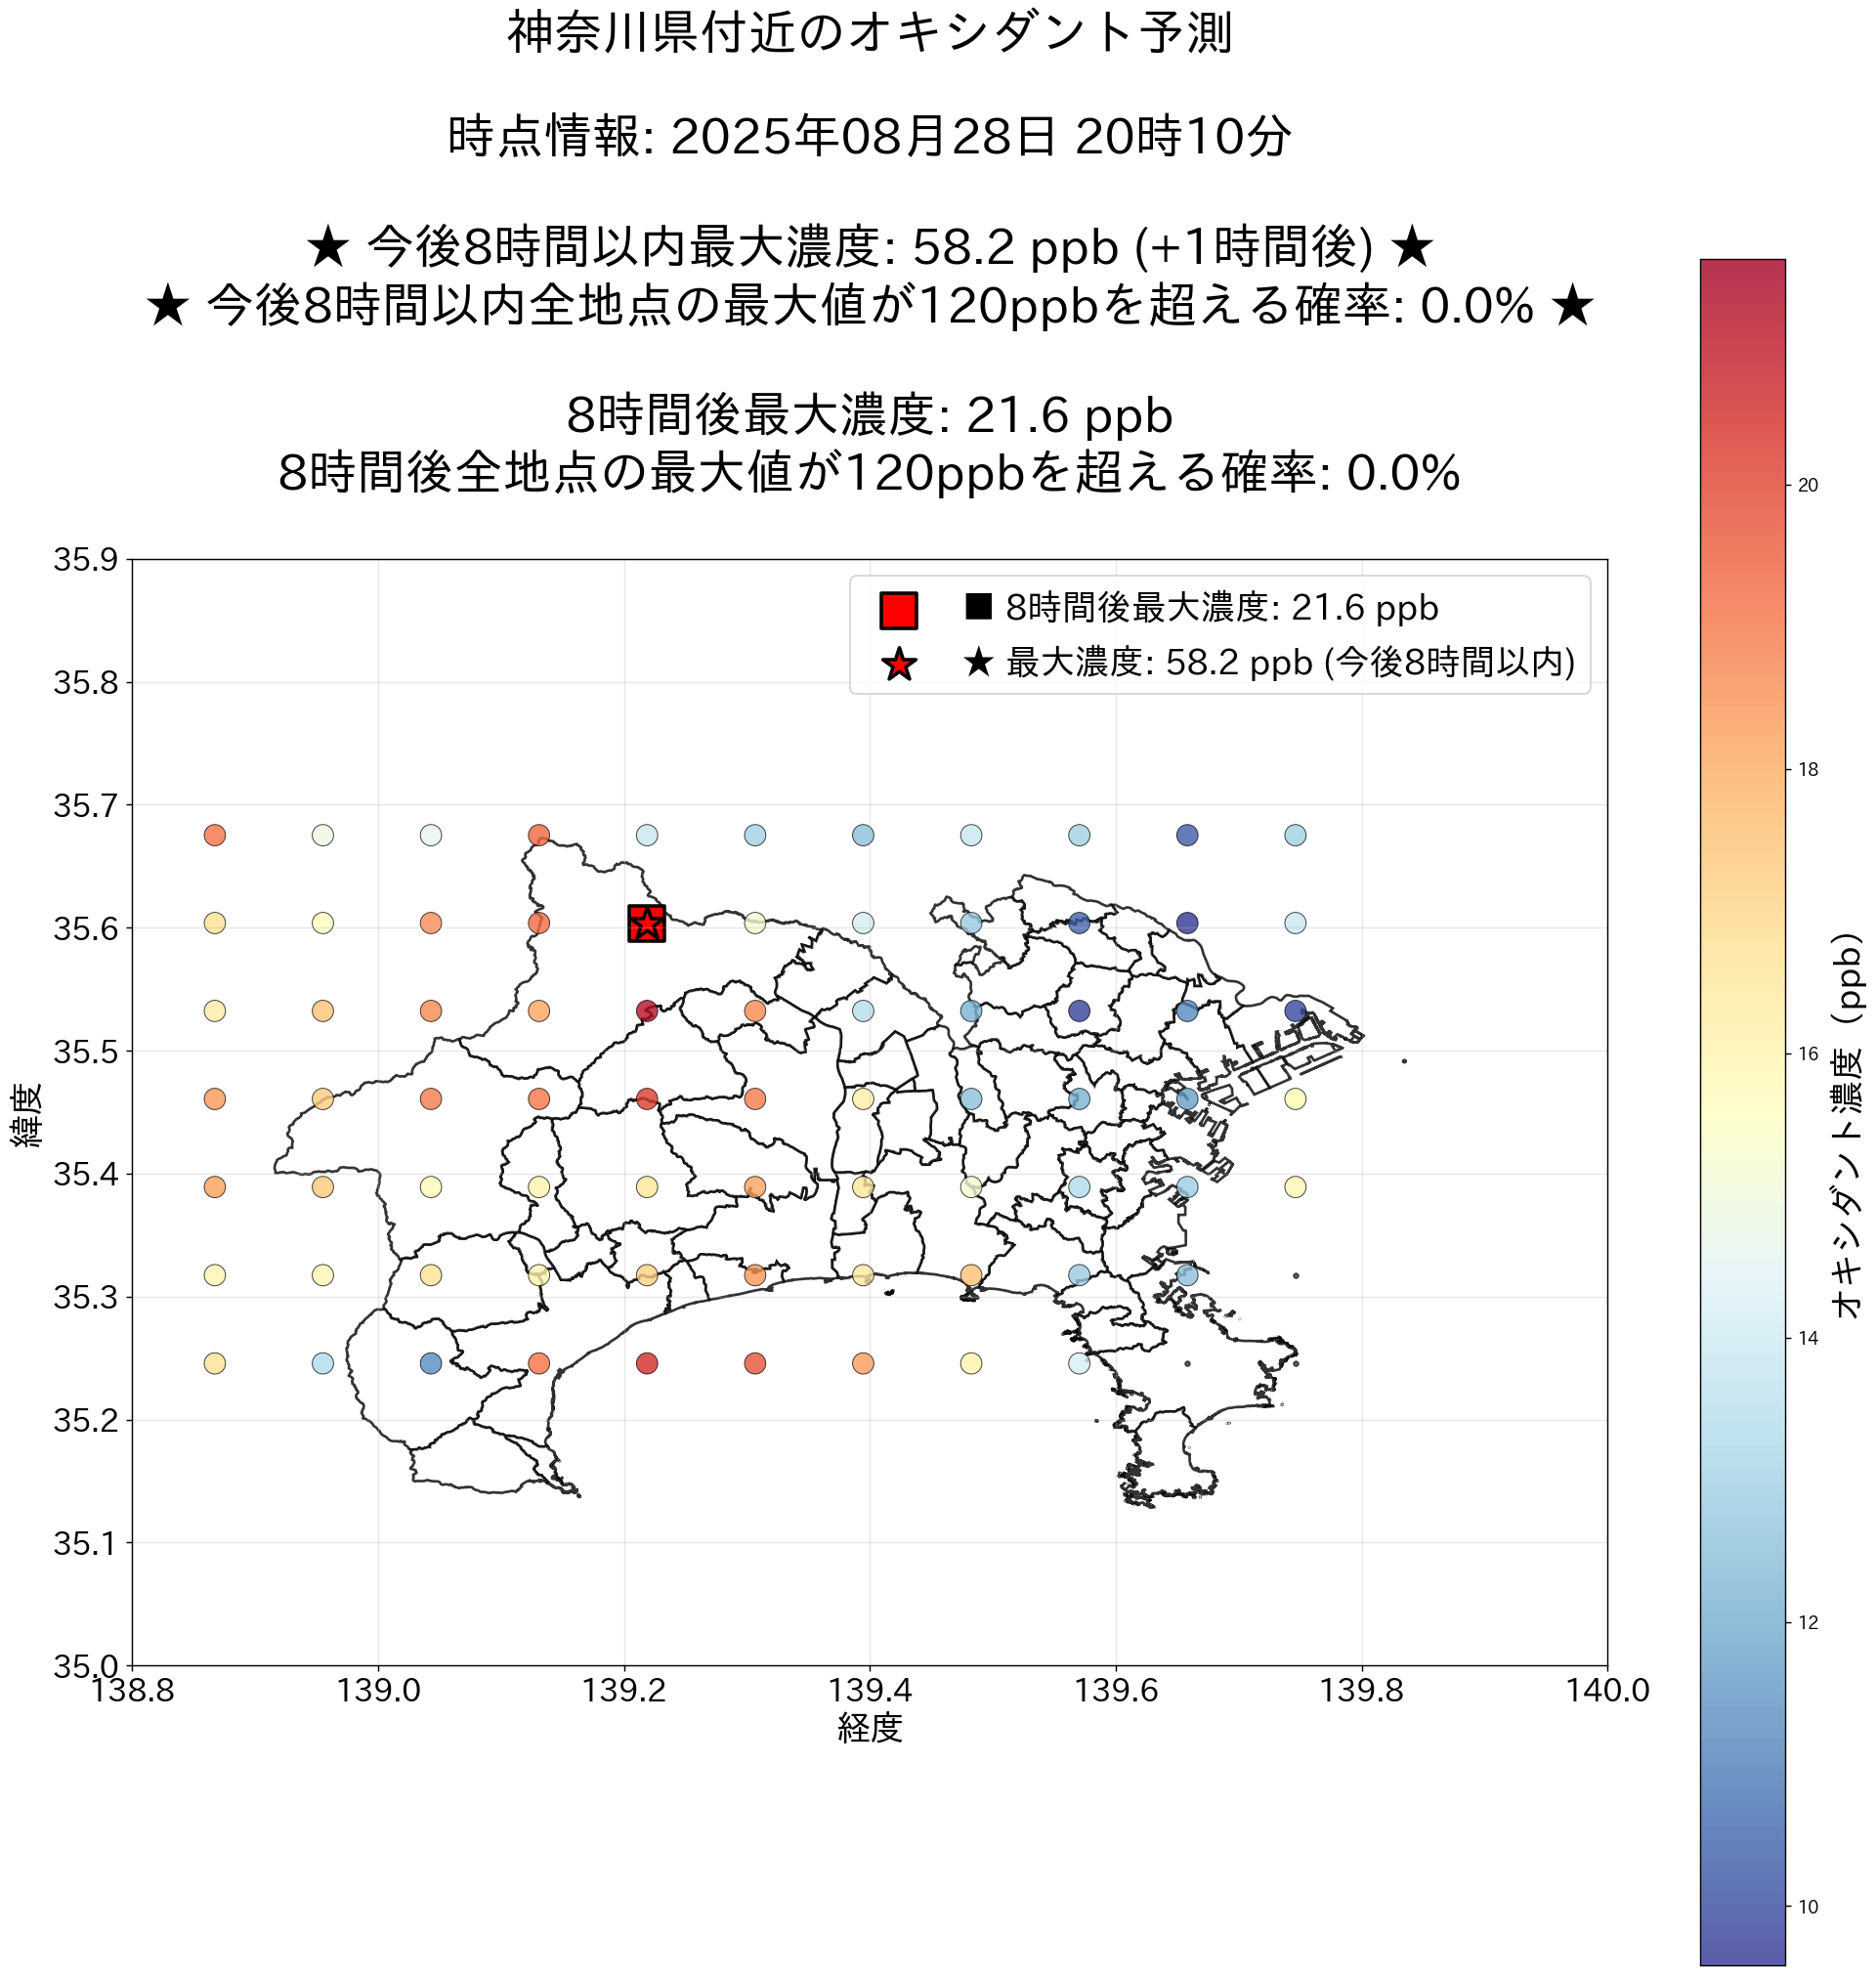 神奈川県付近のオキシダント予測
時点情報: 2025年08月28日 20時10分
★ 今後8時間以内最大濃度: 58.2 ppb (+1時間後) ★
★ 今後8時間以内全地点の最大値が120ppbを超える確率: 0.0% ★
8時間後最大濃度: 21.6 ppb
8時間後全地点の最大値が120ppbを超える確率: 0.0%
■ 8時間後最大濃度: 21.6 ppb
★ 最大濃度: 58.2 ppb (今後8時間以内)
35.9
35.8
35.7
35.6
35.5
35.4
35.3
35.2
35.1
35.0
緯度
138.8 139.0 139.2 139.4 139.6 139.8 140.0
経度
20
18
16
14
12
10
オキシダント濃度（ppb）